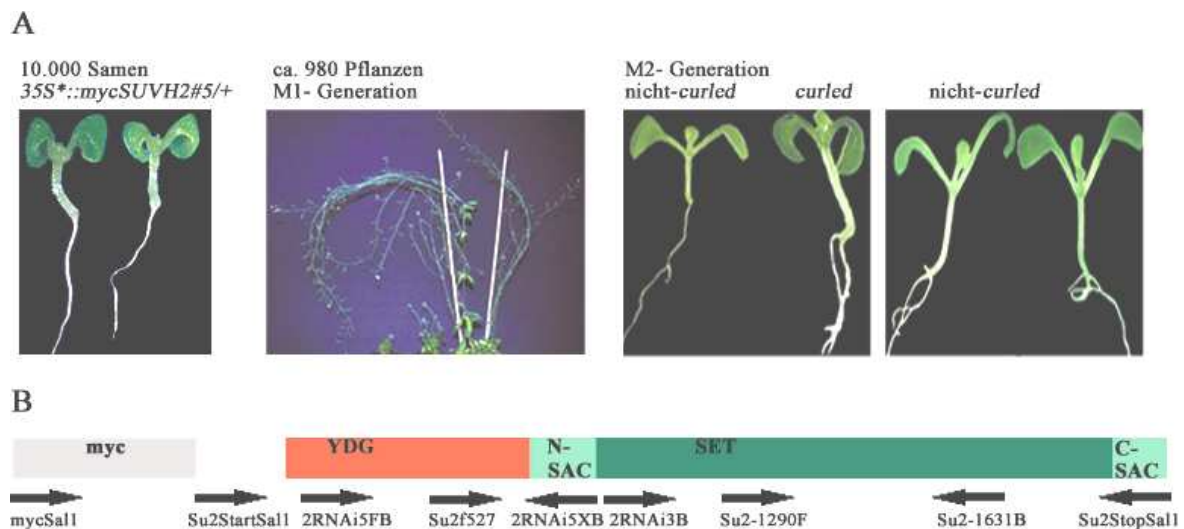 A
10.000 Samen
35S*::mycSUVH2#5/+
ca. 980 Pflanzen
M1- Generation
M2- Generation
nicht-curled curled nicht-curled
B
myc YDG N-SAC SET C-SAC
mycSal1 Su2StartSal1 2RNAi5FB Su2f527 2RNAi5XB 2RNAi3B Su2-1290F Su2-1631B Su2StopSal1